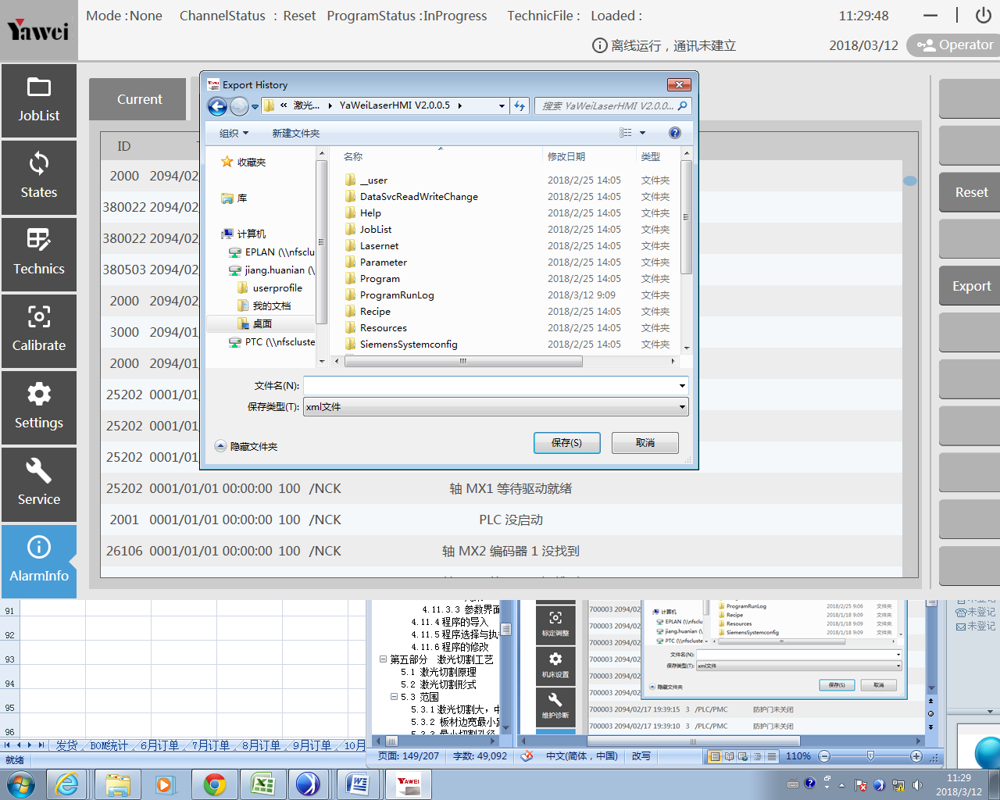 Yawei
Mode :None ChannelStatus : Reset ProgramStatus :InProgress TechnicFile : Loaded : 11:29:48
离线运行，通讯未建立 2018/03/12 Operator
JobList
States
Technics
Calibrate
Settings
Service
AlarmInfo
Current
Export History
« 激光... YaWeiLaserHMI V2.0.0.5
搜索 YaWeiLaserHMI V2.0.0...
组织 新建文件夹
收藏夹
库
计算机
EPLAN (\\nfsclu
jiang.huanian (\
userprofile
我的文档
桌面
PTC (\\nfscluste
名称 修改日期 类型
__user 2018/2/25 14:05 文件夹
DataSvcReadWriteChange 2018/2/25 14:05 文件夹
Help 2018/2/25 14:05 文件夹
JobList 2018/2/25 14:05 文件夹
Lasernet 2018/2/25 14:05 文件夹
Parameter 2018/2/25 14:05 文件夹
Program 2018/2/25 14:05 文件夹
ProgramRunLog 2018/3/12 9:09 文件夹
Recipe 2018/2/25 14:05 文件夹
Resources 2018/2/25 14:05 文件夹
SiemensSystemconfig 2018/2/25 14:05 文件夹
文件名(N):
保存类型(T): xml文件
隐藏文件夹
保存(S) 取消
ID
2000 2094/02/
380022 2094/02/
380022 2094/02/
380503 2094/02/
2000 2094/02/
3000 2094/01/
2000 2094/01/
25202 0001/01/
25202 0001/01/
25202 0001/01/
25202 0001/01/01 00:00:00 100 /NCK 轴 MX1 等待驱动就绪
2001 0001/01/01 00:00:00 100 /NCK PLC 没启动
26106 0001/01/01 00:00:00 100 /NCK 轴 MX2 编码器 1 没找到
Reset
Export
91
92
93
94
95
96
发货 BOM统计 6月订单 7月订单 8月订单 9月订单 10月
就绪
4.11.3.3 参数界面
4.11.4程序的导入
4.11.5程序选择与执
4.11.6程序的修改
第五部分 激光切割工艺
5.1 激光切割原理
5.2 激光切割形式
5.3 范围
5.3.1激光切割大，中
5.3.2 板材边宽最小距
标定调整
机床设置
维护诊断
700003 2094/02
700003 2094/02
700003 2094/02
700003 2094/02
700003 2094/02
700003 2094/02
700003 2094/02/17 19:39:15 3 /PLC/PMC 防护门未关闭
700003 2094/02/17 19:39:10 3 /PLC/PMC 防护门未关闭
计算机
EPLAN (\\nfsclu
jiang.huanian (\
PTC (\\nfscluste
ProgramRunLog 2018/2/25 9:06 文件夹
Recipe 2018/1/18 9:09 文件夹
Resources 2018/1/18 9:09 文件夹
SiemensSystemconfig 2018/1/18 9:09 文件夹
文件名(N):
保存类型(T): xml文件
隐藏文件夹
保存(S) 取消
未登记
未登记
未登记
页面: 149/207 字数: 49,092 中文(简体，中国) 改写 110%
YAWEI
11:29
2018/3/12